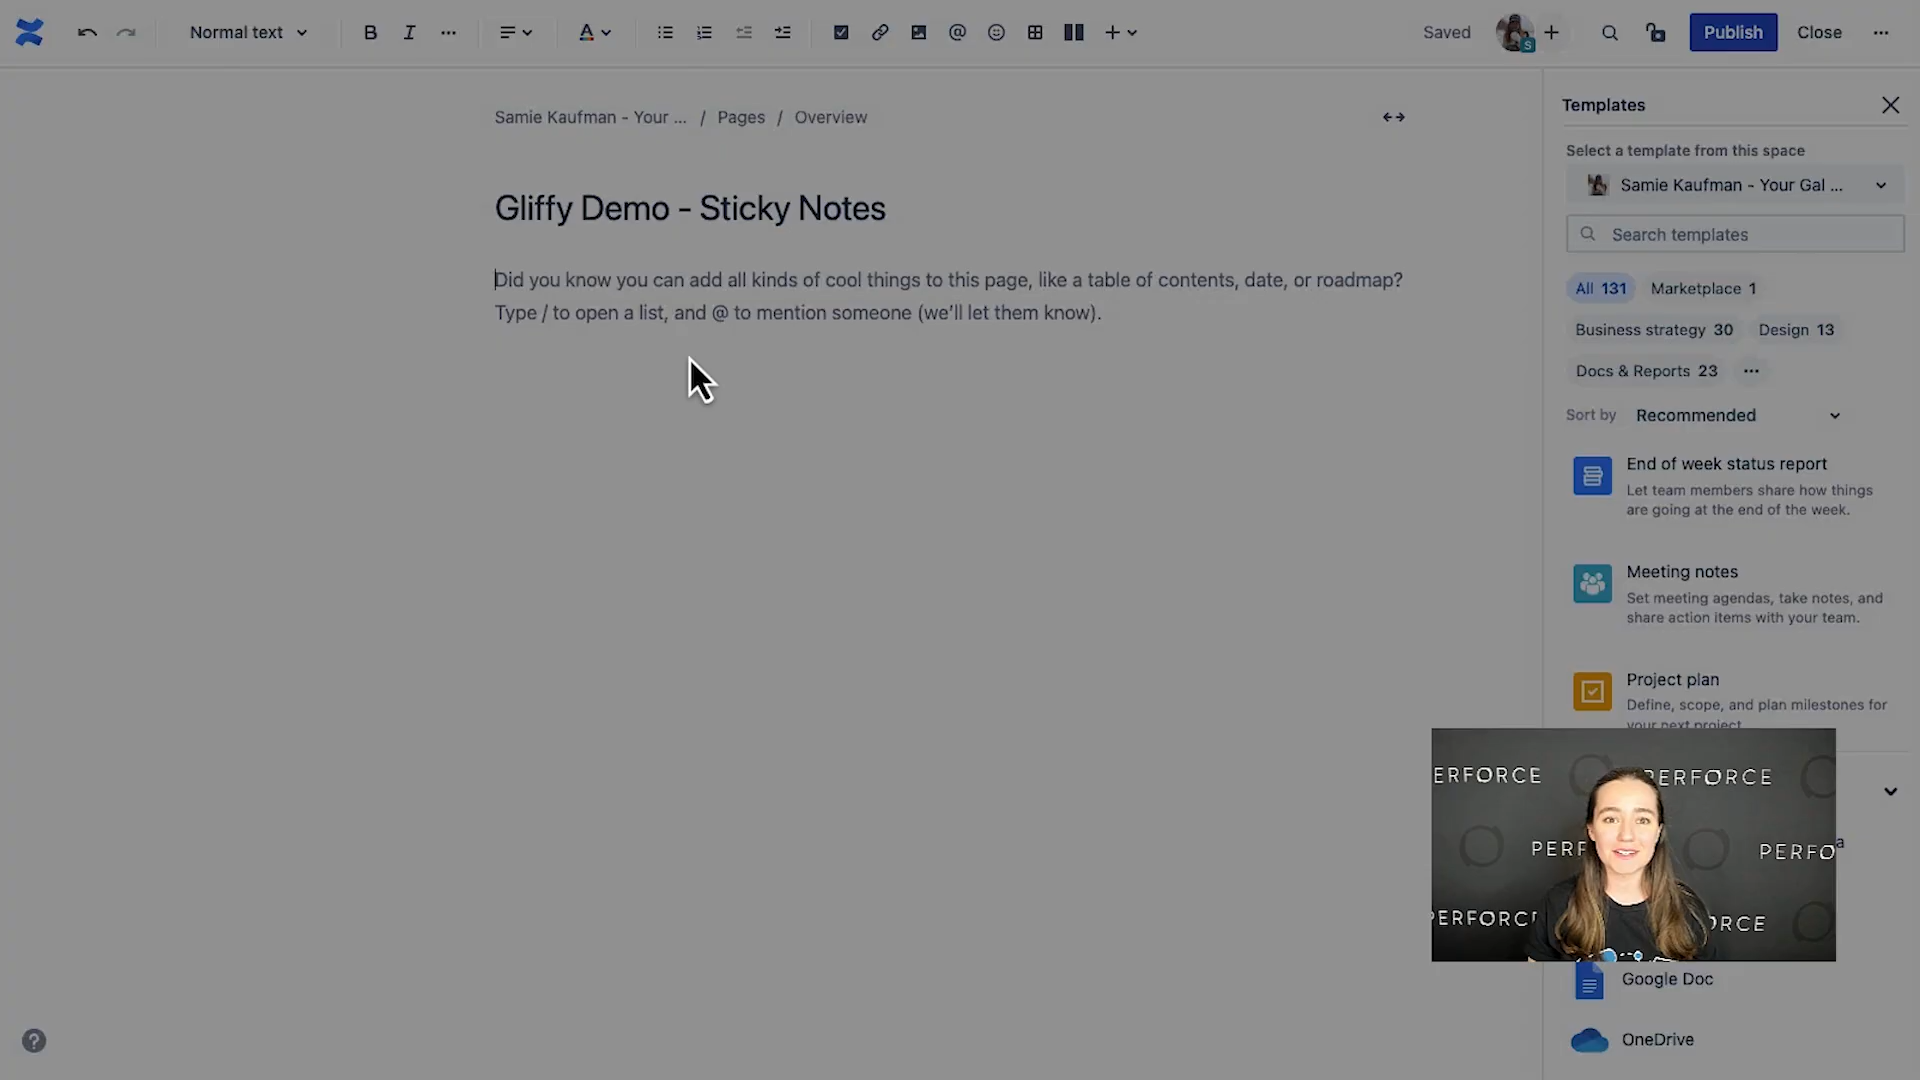 Normal text
B
I
A
Saved
S
Publish
Close
Samie Kaufman - Your ... / Pages / Overview
Gliffy Demo - Sticky Notes
Did you know you can add all kinds of cool things to this page, like a table of contents, date, or roadmap?
Type / to open a list, and @ to mention someone (we'll let them know).
Templates
Select a template from this space
Samie Kaufman - Your Gal ...
Search templates
All 131
Marketplace 1
Business strategy 30
Design 13
Docs & Reports 23
Sort by Recommended
End of week status report
Let team members share how things
are going at the end of the week.
Meeting notes
Set meeting agendas, take notes, and
share action items with your team.
Project plan
Define, scope, and plan milestones for
your next project.
ERFORCE PERFORCE
PERF PERFO
PERFORCE ORCE
a
Google Doc
OneDrive
?